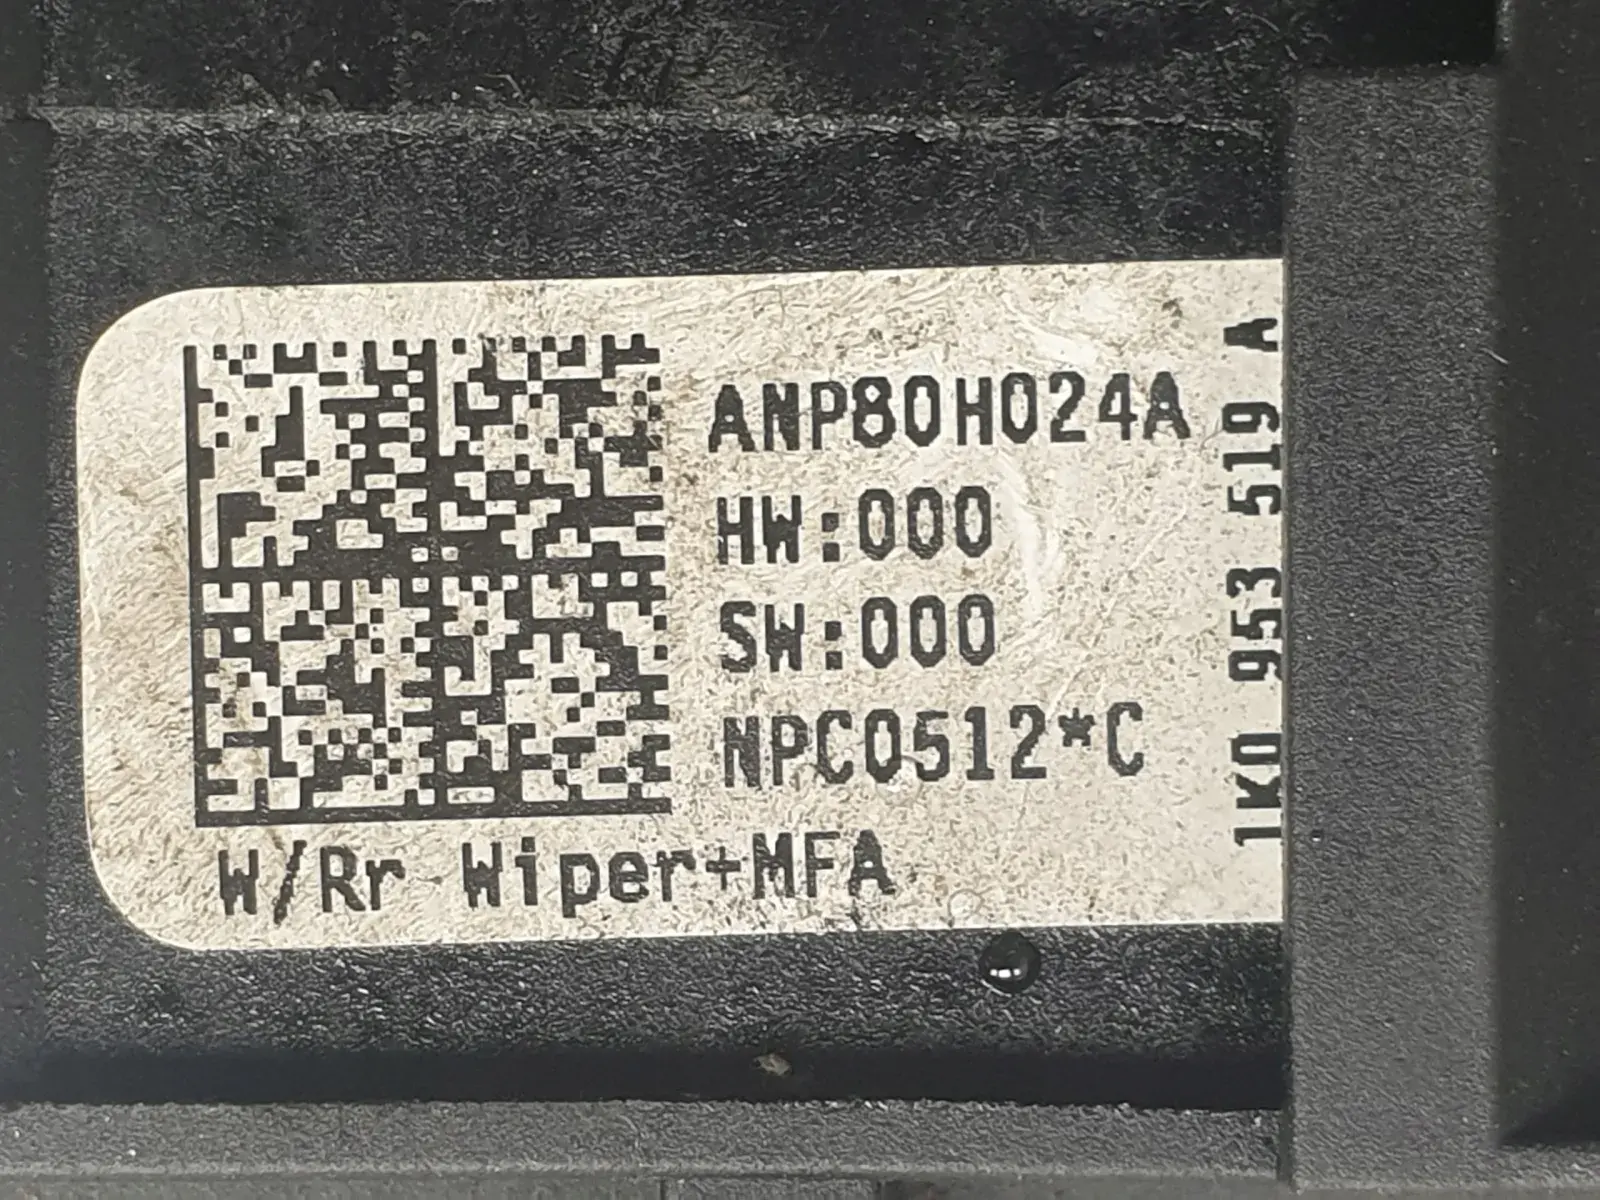 ANP80H024A
HW:000
SW:000
NPC0512*C
W/Rr Wiper+MFA
1K0 953 519 A